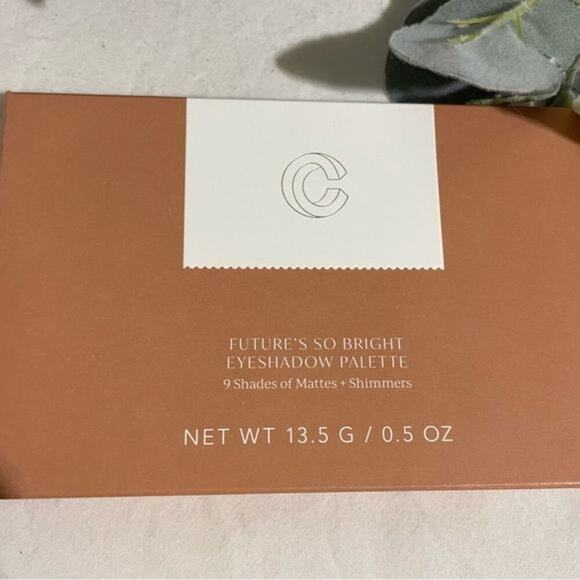 C
FUTURE'S SO BRIGHT
EYESHADOW PALETTE
9 Shades of Mattes + Shimmers
NET WT 13.5 G / 0.5 OZ